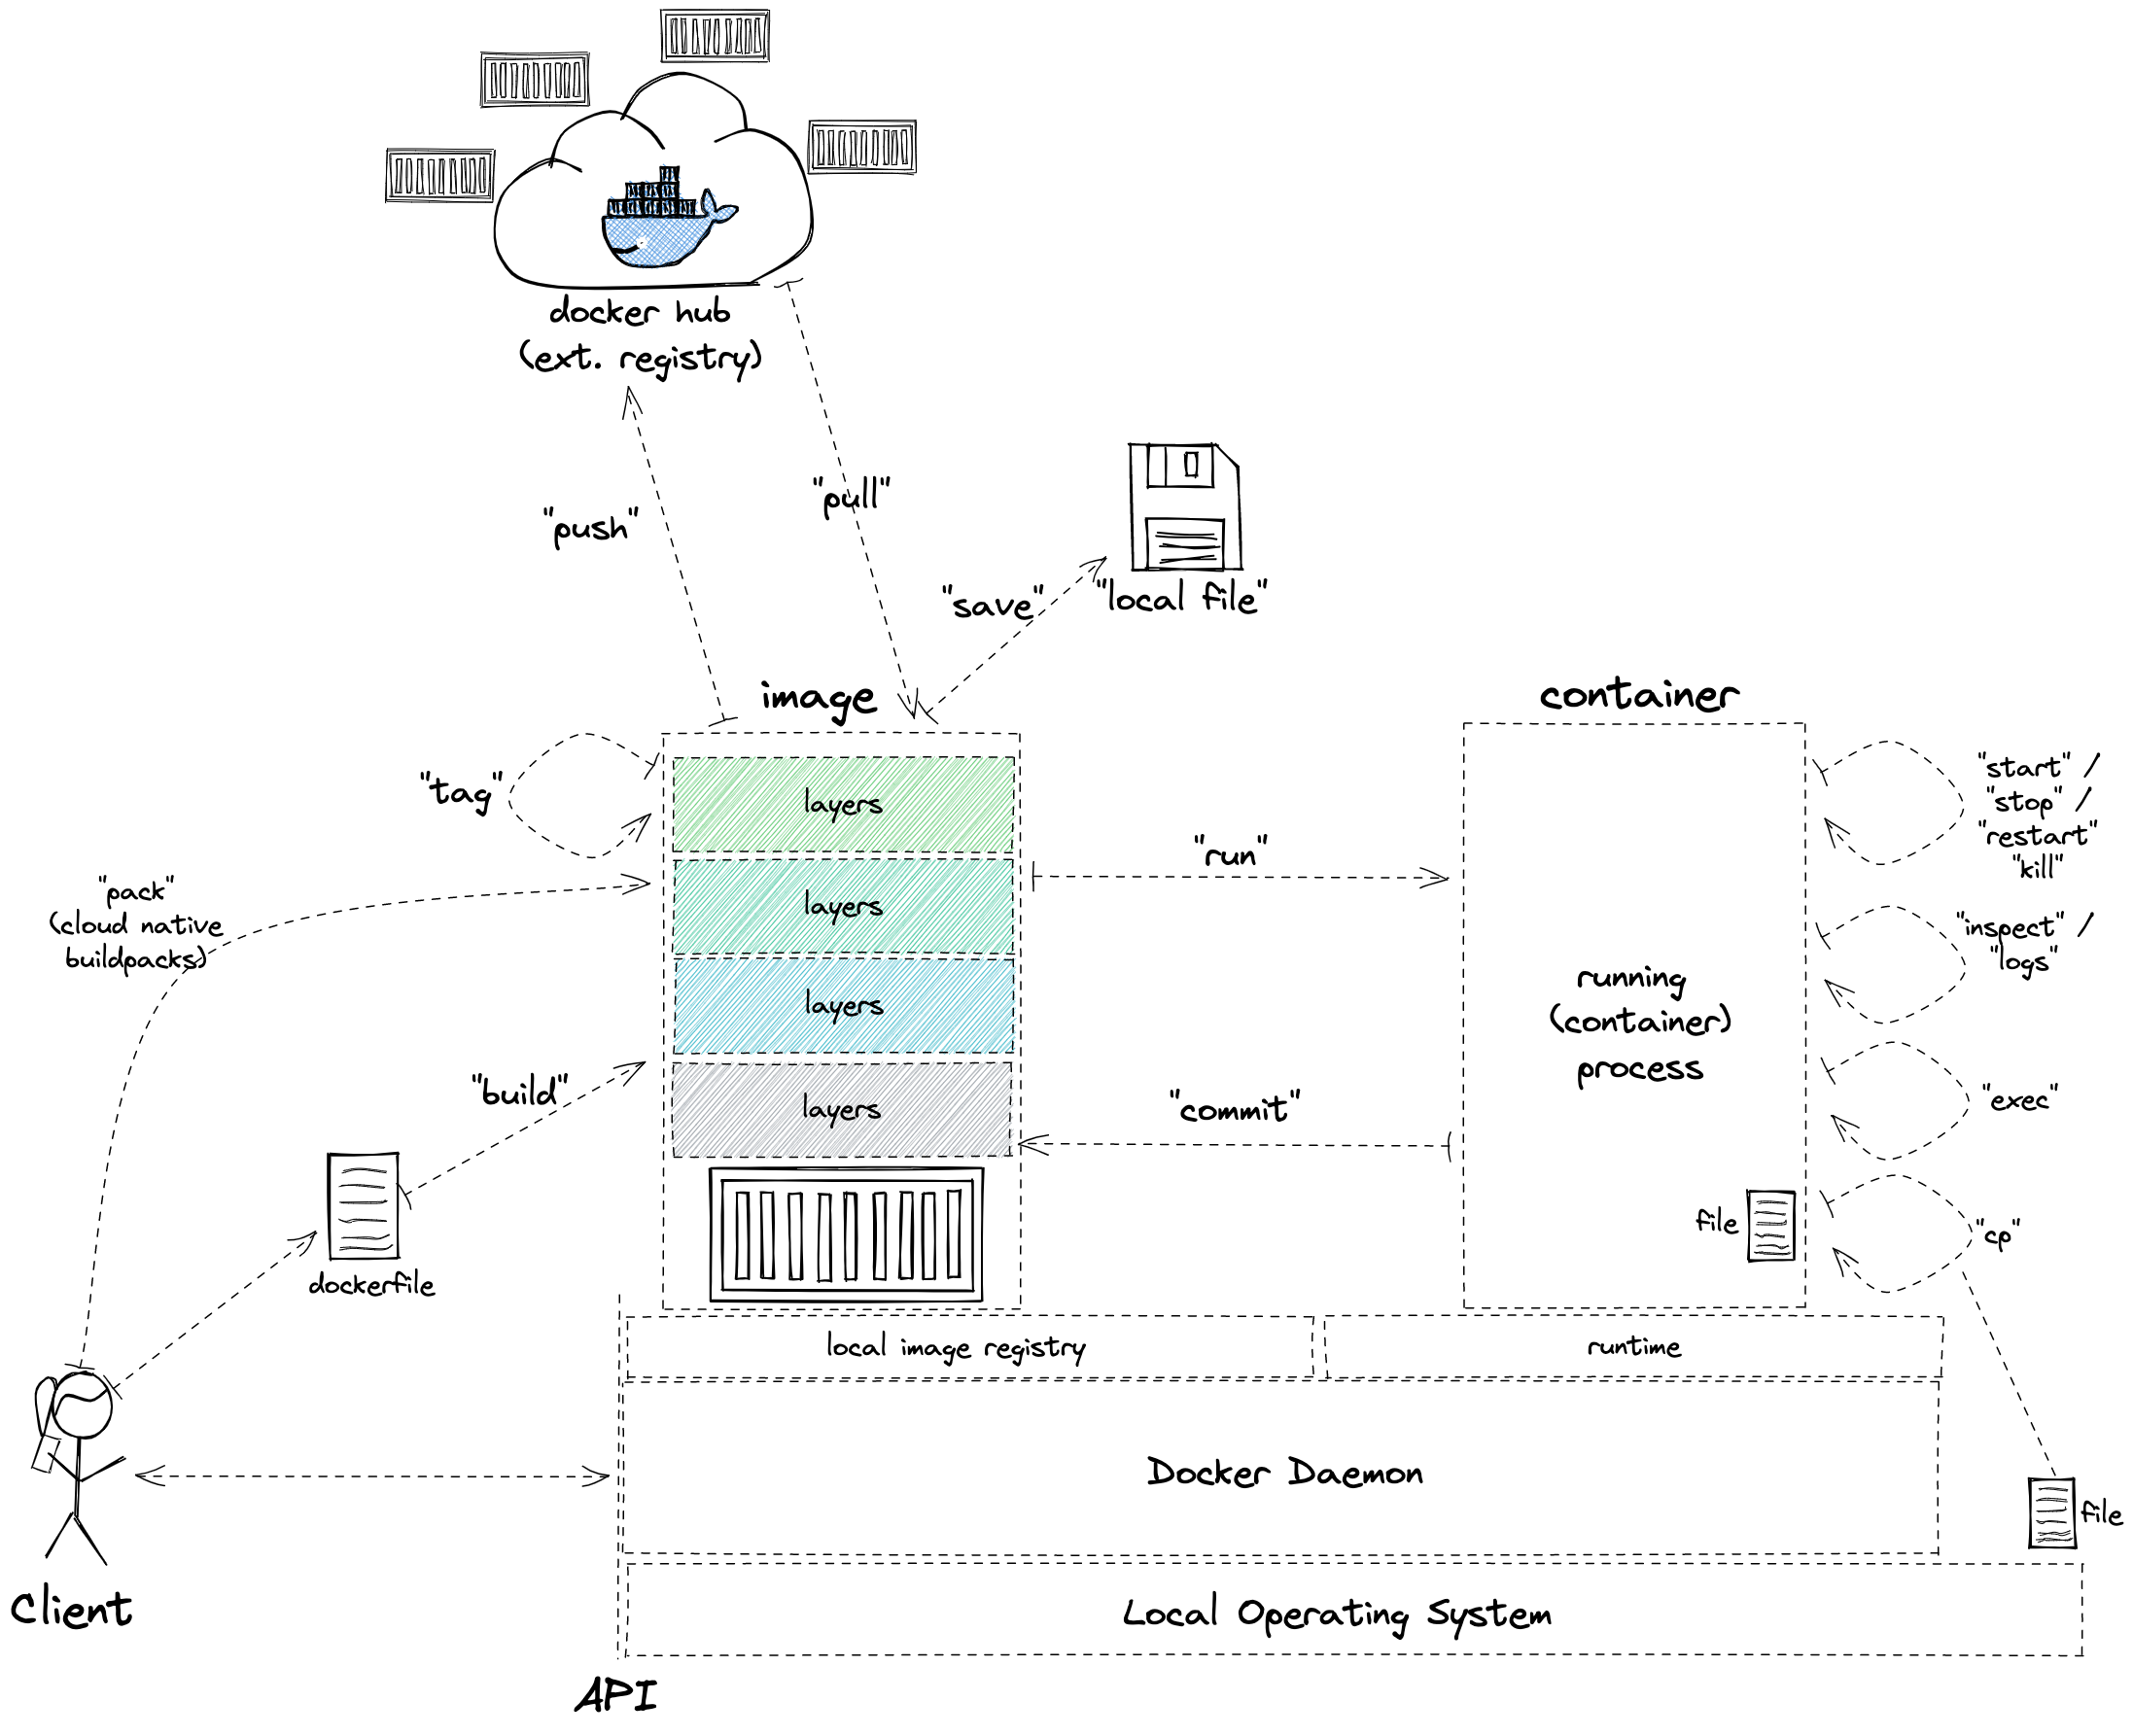 docker hub
(ext. registry)
"push"
"pull"
"save"
"local file"
image
container
"tag"
layers
layers
layers
layers
"run"
"commit"
running
(container)
process
"start" /
"stop" /
"restart"
"kill"
"inspect" /
"logs"
"exec"
"cp"
file
"pack"
(cloud native
buildpacks)
"build"
dockerfile
local image registry
runtime
Docker Daemon
file
Local Operating System
Client
API